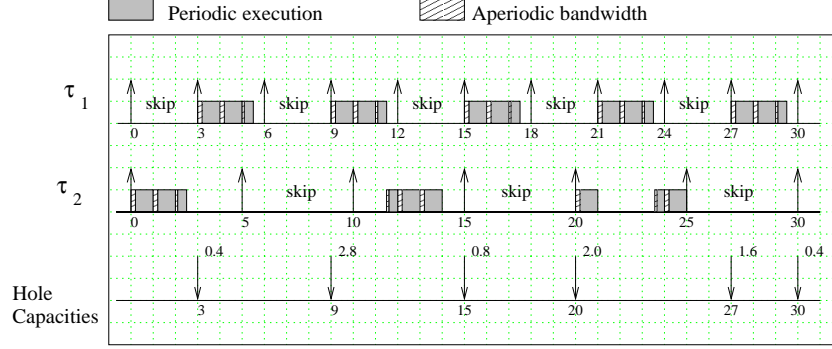 Periodic execution Aperiodic bandwidth
τ 1
skip skip skip skip skip
0 3 6 9 12 15 18 21 24 27 30
τ 2
skip skip skip
0 5 10 15 20 25 30
0.4 2.8 0.8 2.0 1.6 0.4
Hole
Capacities
3 9 15 20 27 30